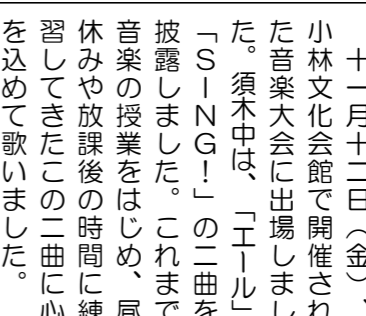 十一月十二日（金）、
小林文化会館で開催され
た音楽大会に出場しまし
た。須木中は、「エール」
「SING！」の二曲を
披露しました。これまで
音楽の授業をはじめ、昼
休みや放課後の時間に練
習してきたこの二曲に心
を込めて歌いました。